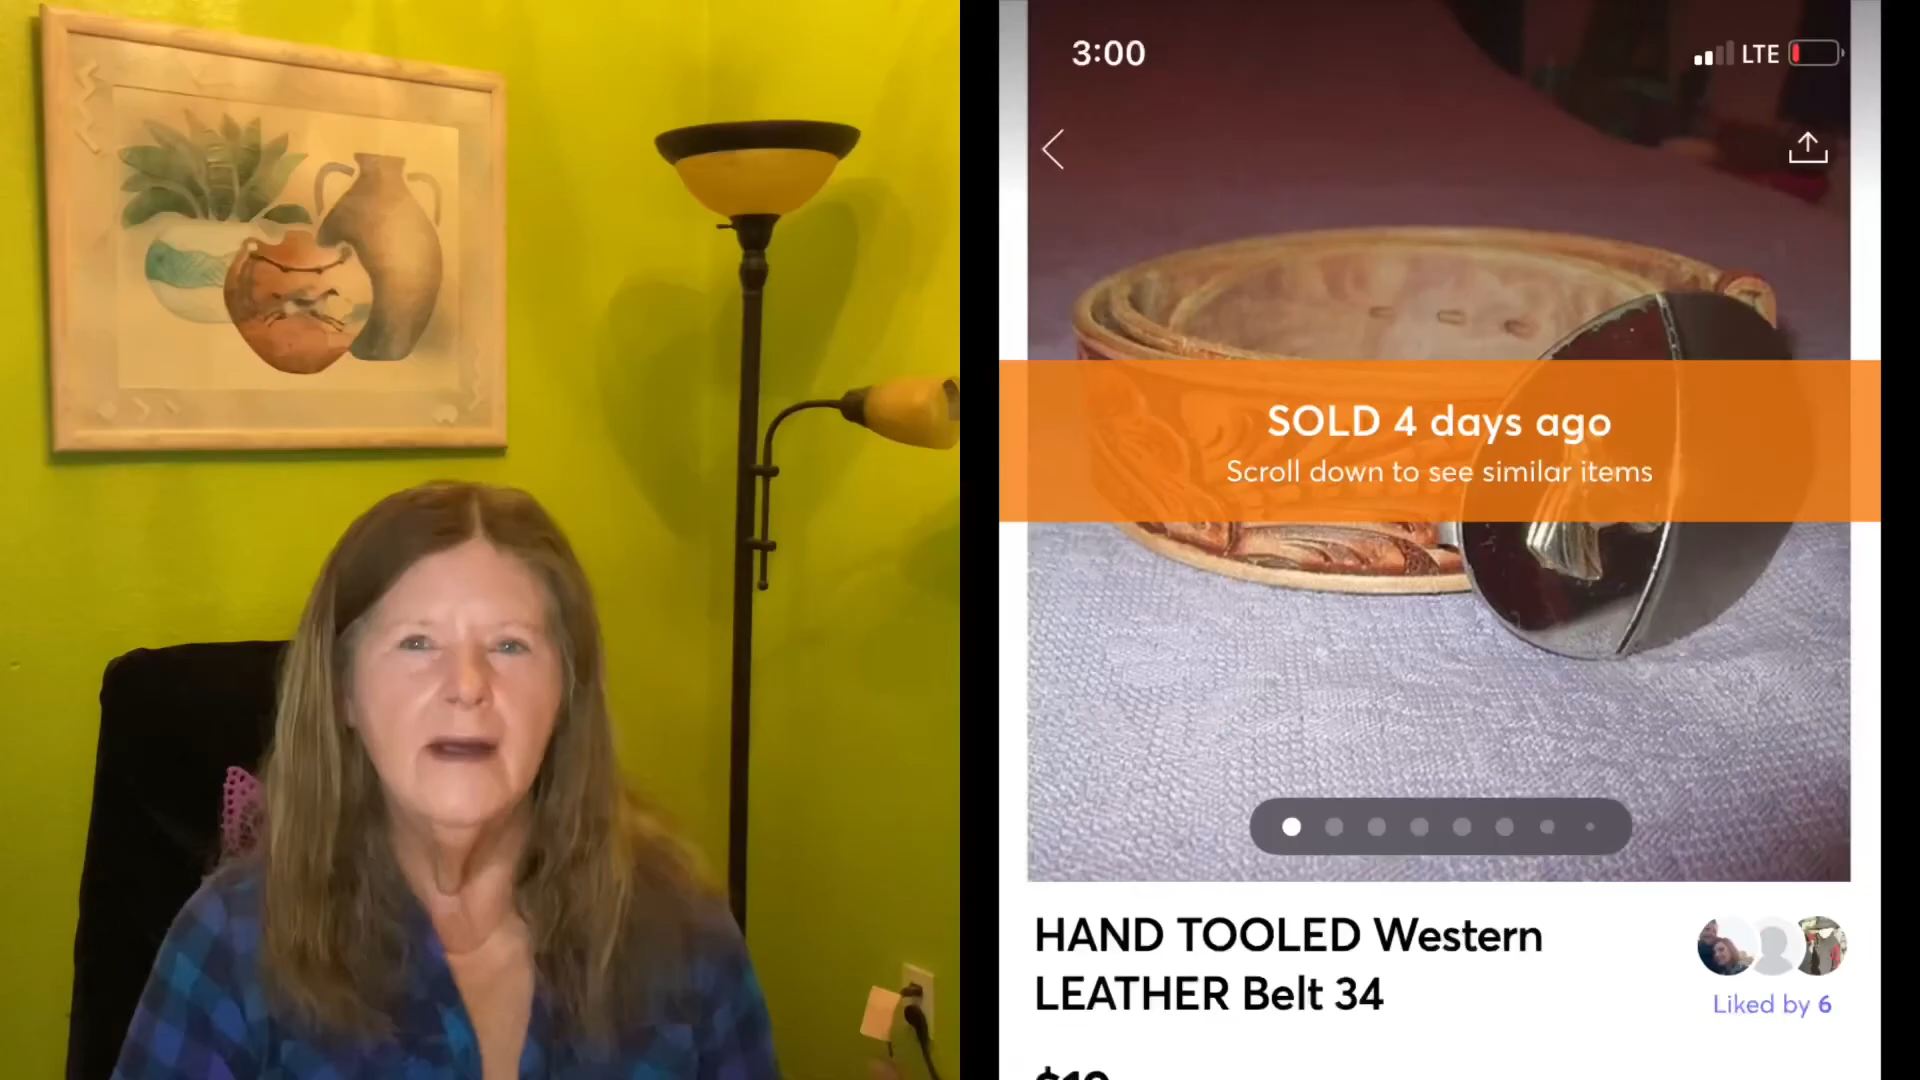 3:00
LTE
SOLD 4 days ago
Scroll down to see similar items
HAND TOOLED Western
LEATHER Belt 34
Liked by 6